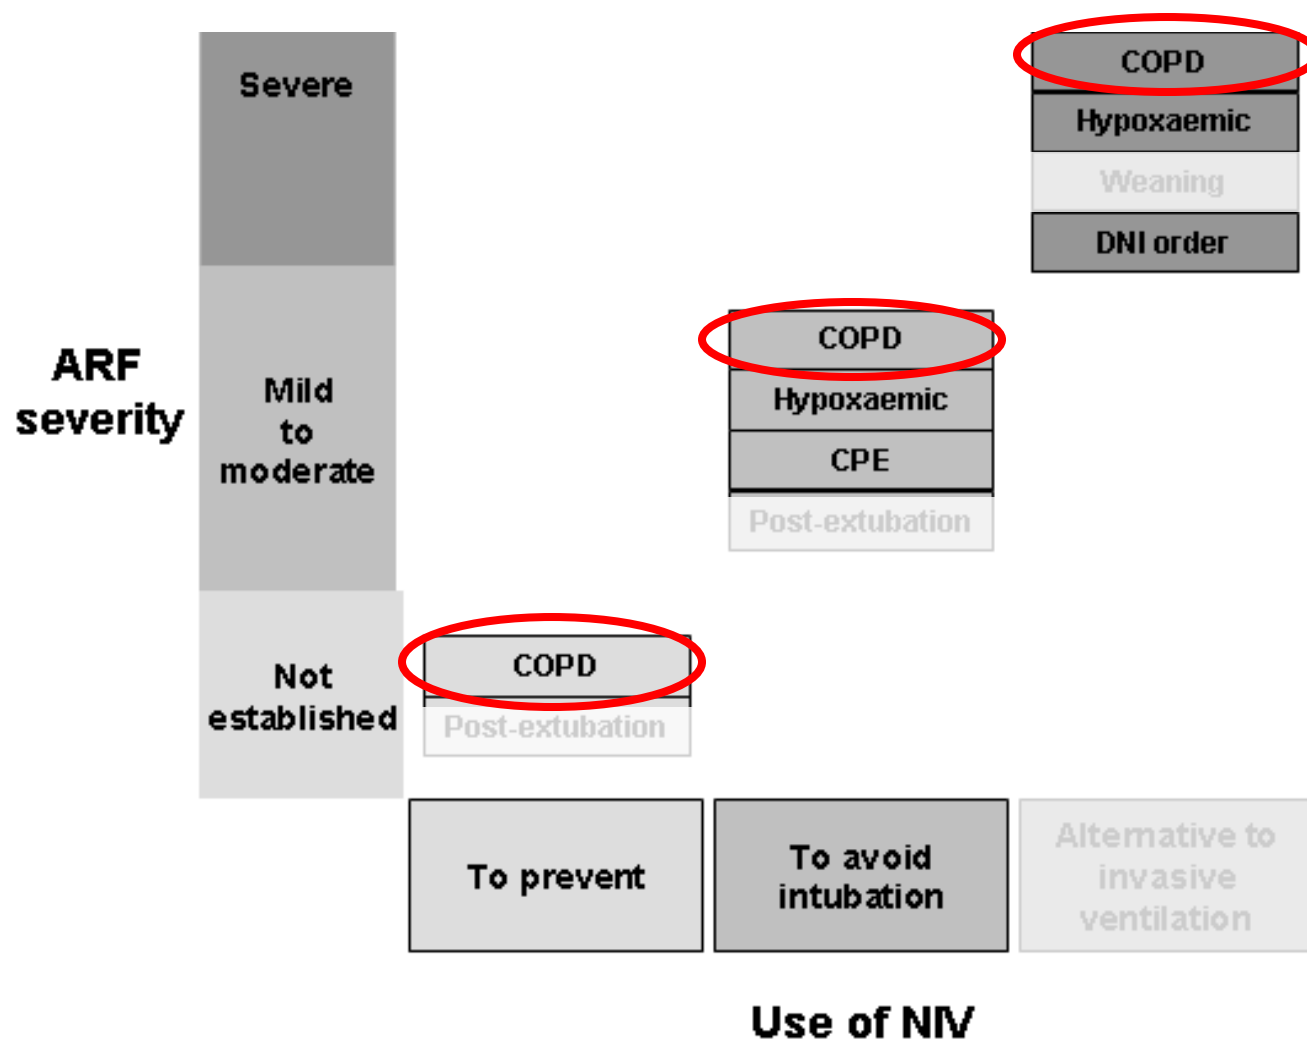 Severe
COPD
Hypoxaemic
Weaning
DNI order
ARF
severity
Mild
to
moderate
COPD
Hypoxaemic
CPE
Post-extubation
Not
established
COPD
Post-extubation
To prevent
To avoid
intubation
Alternative to
invasive
ventilation
Use of NIV